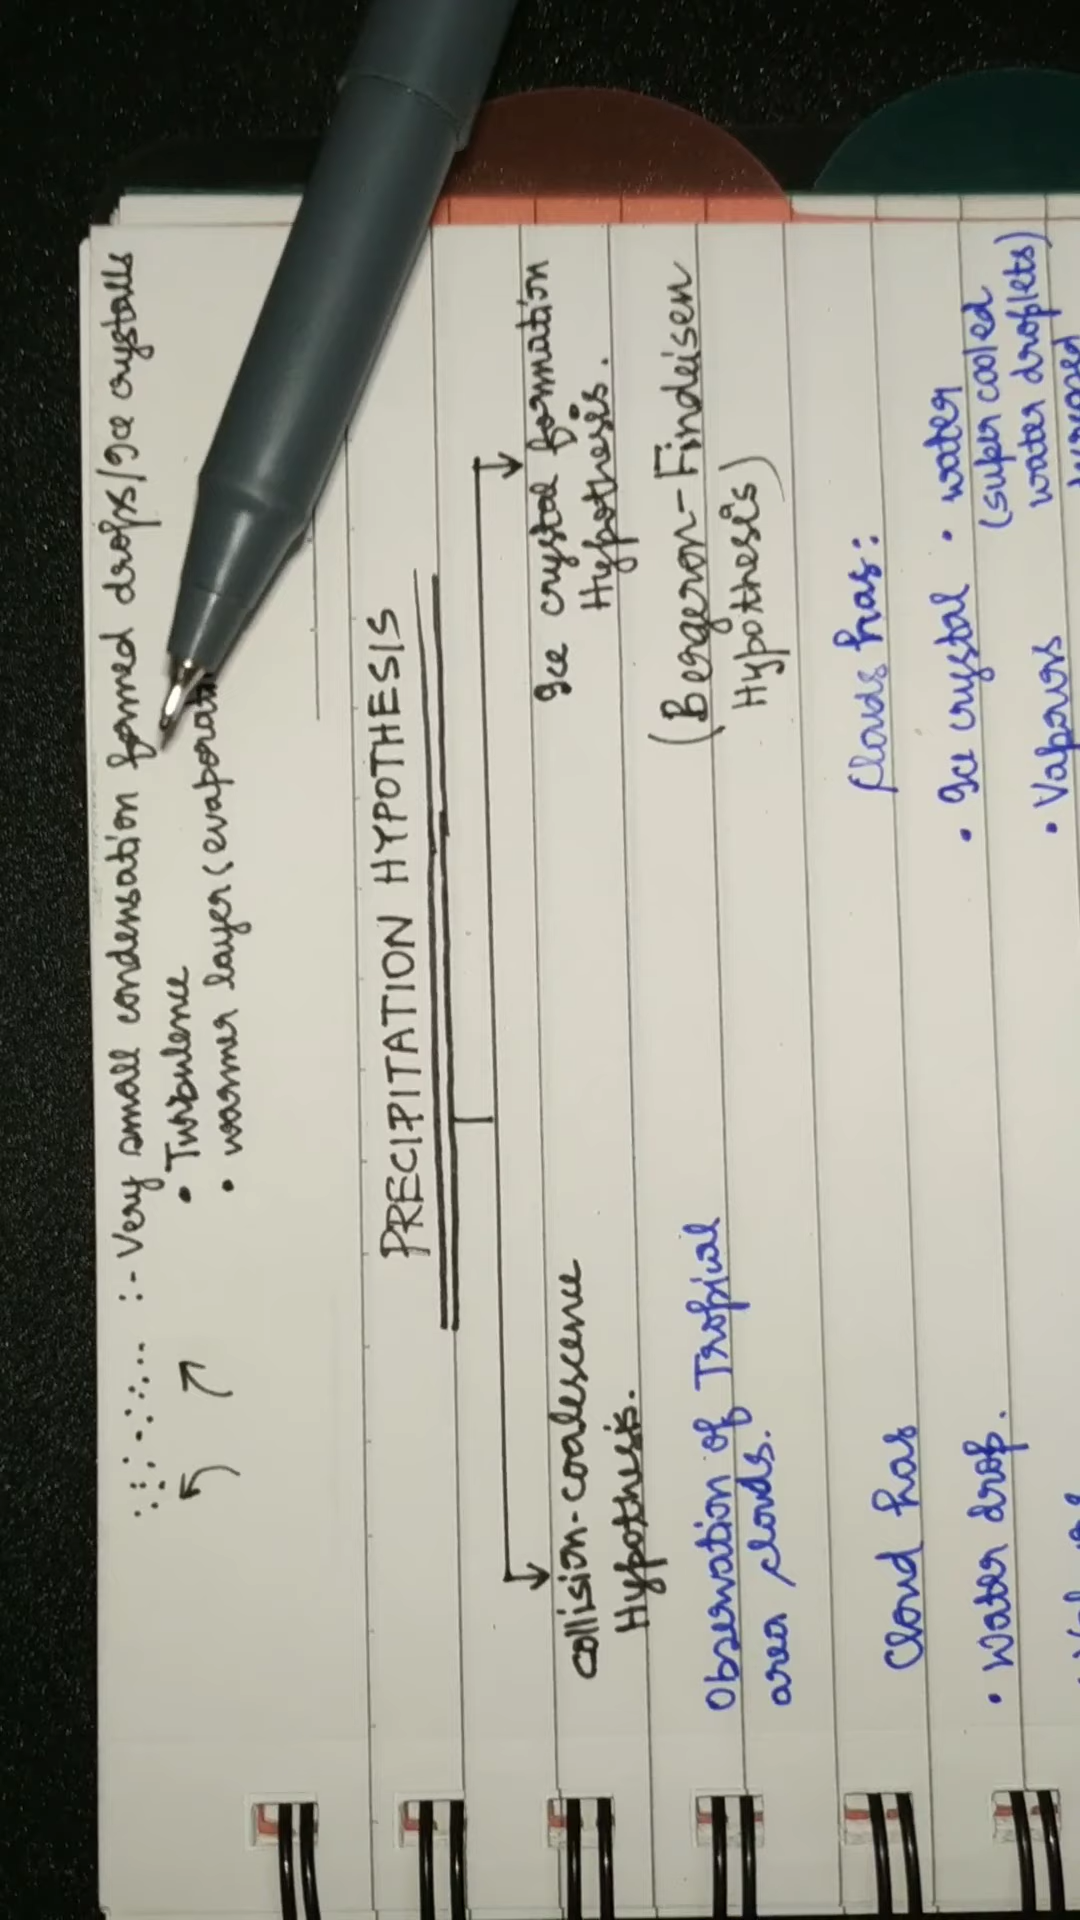 :- Very small condensation formed drops/Ice crystalls
• Turbulence
• warmer layer (evaporati
PRECIPITATION HYPOTHESIS
collision-coalescence
Hypothesis.
Observation of Tropical
area clouds.
Cloud has
• Water drop.
Ice crystal formation
Hypothesis.
(Bergeron-Findeisen
Hypothesis)
Clouds has:
• Ice crystal • water
(super cooled
water droplets)
• Vapours